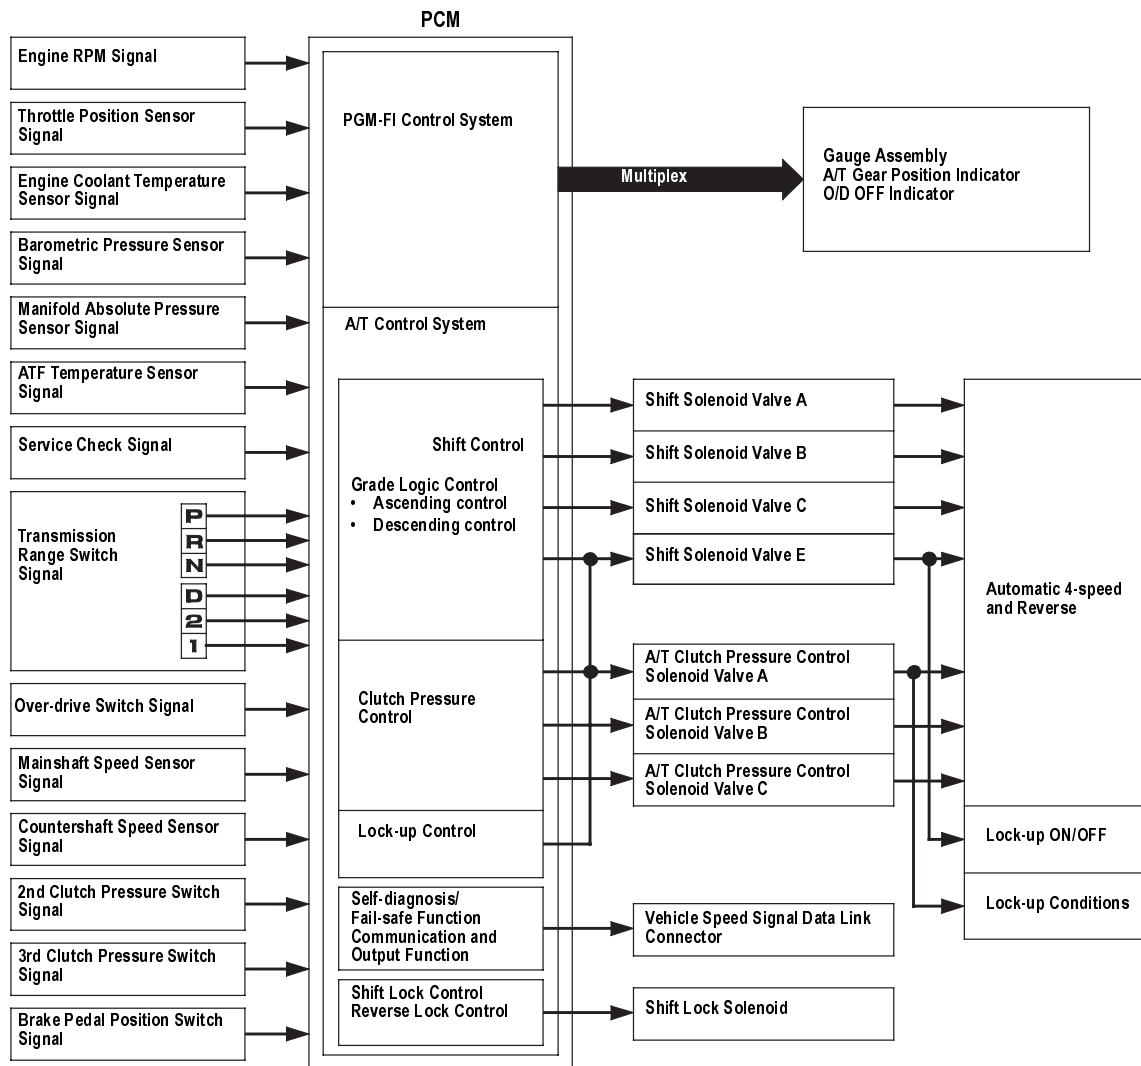 PCM
Engine RPM Signal
Throttle Position Sensor
Signal
Engine Coolant Temperature
Sensor Signal
Barometric Pressure Sensor
Signal
Manifold Absolute Pressure
Sensor Signal
ATF Temperature Sensor
Signal
Service Check Signal
Transmission
Range Switch
Signal
P
R
N
D
2
1
Over-drive Switch Signal
Mainshaft Speed Sensor
Signal
Countershaft Speed Sensor
Signal
2nd Clutch Pressure Switch
Signal
3rd Clutch Pressure Switch
Signal
Brake Pedal Position Switch
Signal
PGM-FI Control System
A/T Control System
Shift Control
Grade Logic Control
• Ascending control
• Descending control
Clutch Pressure
Control
Lock-up Control
Self-diagnosis/
Fail-safe Function
Communication and
Output Function
Shift Lock Control
Reverse Lock Control
Multiplex
Gauge Assembly
A/T Gear Position Indicator
O/D OFF Indicator
Shift Solenoid Valve A
Shift Solenoid Valve B
Shift Solenoid Valve C
Shift Solenoid Valve E
A/T Clutch Pressure Control
Solenoid Valve A
A/T Clutch Pressure Control
Solenoid Valve B
A/T Clutch Pressure Control
Solenoid Valve C
Vehicle Speed Signal Data Link
Connector
Shift Lock Solenoid
Automatic 4-speed
and Reverse
Lock-up ON/OFF
Lock-up Conditions